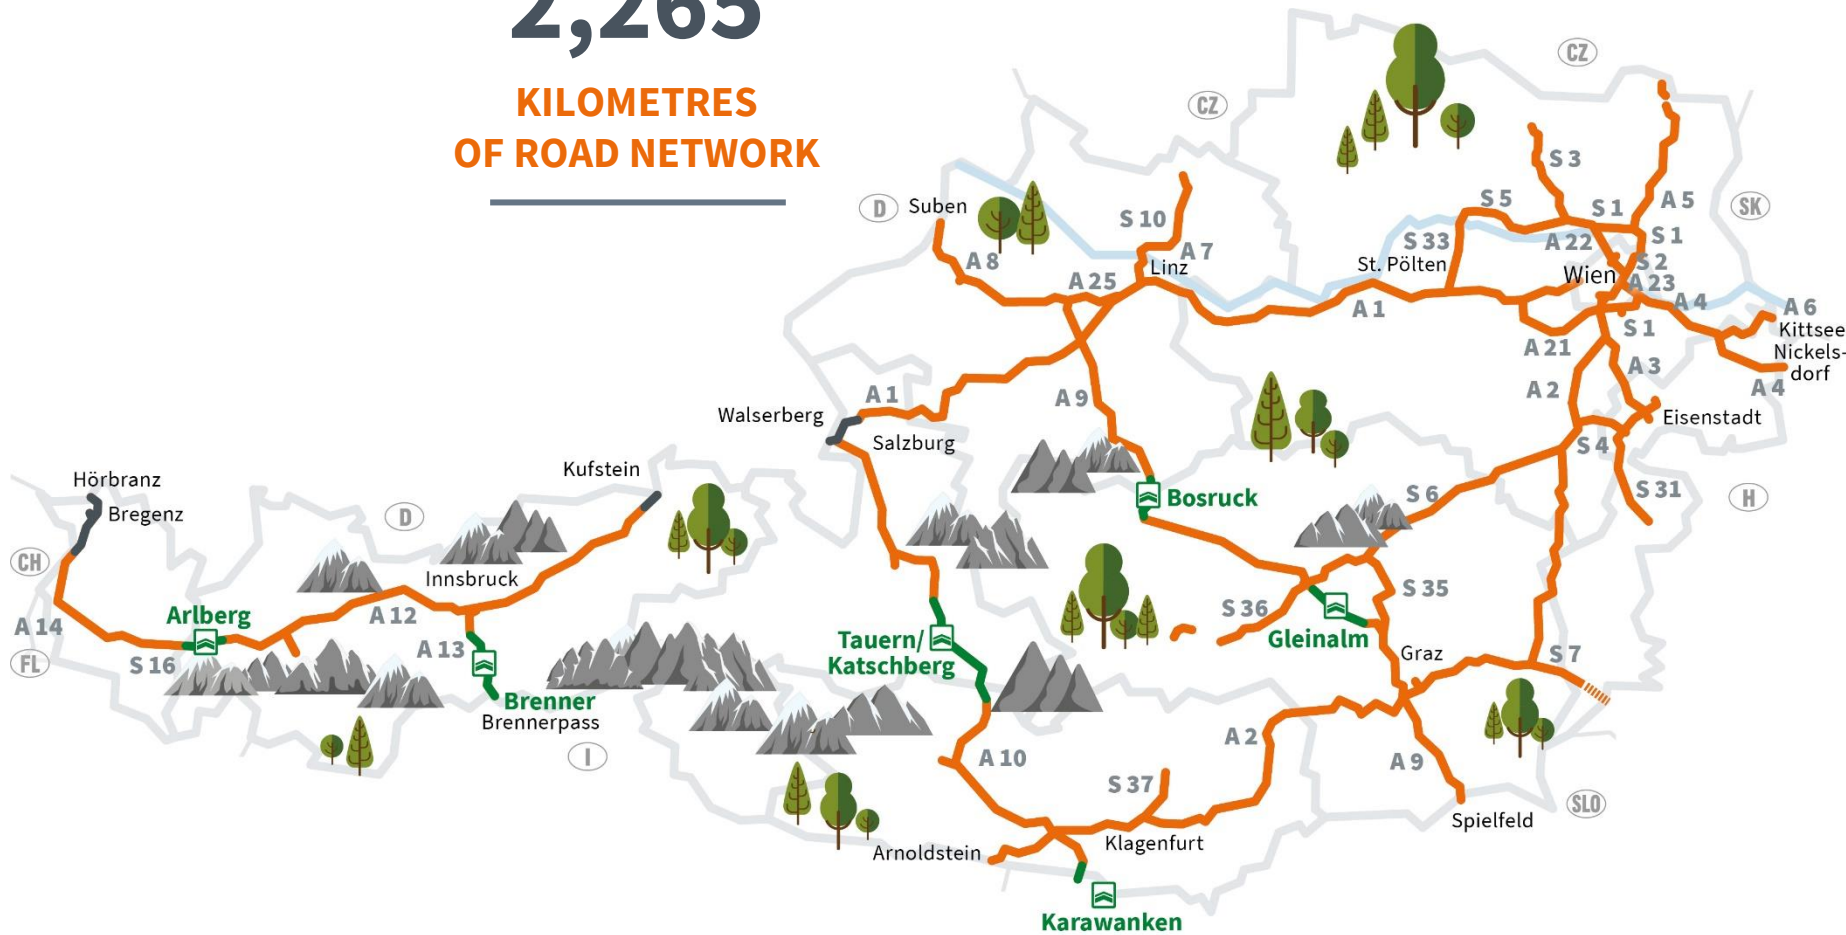 2,265
KILOMETRES
OF ROAD NETWORK
CZ
CZ
S 3
D
Suben
S 10
A 7
S 5
S 1
A 5
SK
A 8
Linz
A 25
S 33
A 22
S 1
St. Pölten
Wien
S 2
A 23
A 4
A 6
A 1
Kittsee
S 1
Nickels-
dorf
A 21
A 3
A 4
A 2
A 1
A 9
Walserberg
Salzburg
Eisenstadt
S 4
Kufstein
Hörbranz
Bregenz
D
Bosruck
S 6
S 31
H
CH
Innsbruck
Arlberg
A 12
A 14
S 16
A 13
FL
S 36
S 35
Tauern/
Katschberg
Gleinalm
Graz
S 7
Brenner
Brennerpass
I
A 10
S 37
A 2
A 9
SLO
Spielfeld
Arnoldstein
Klagenfurt
Karawanken